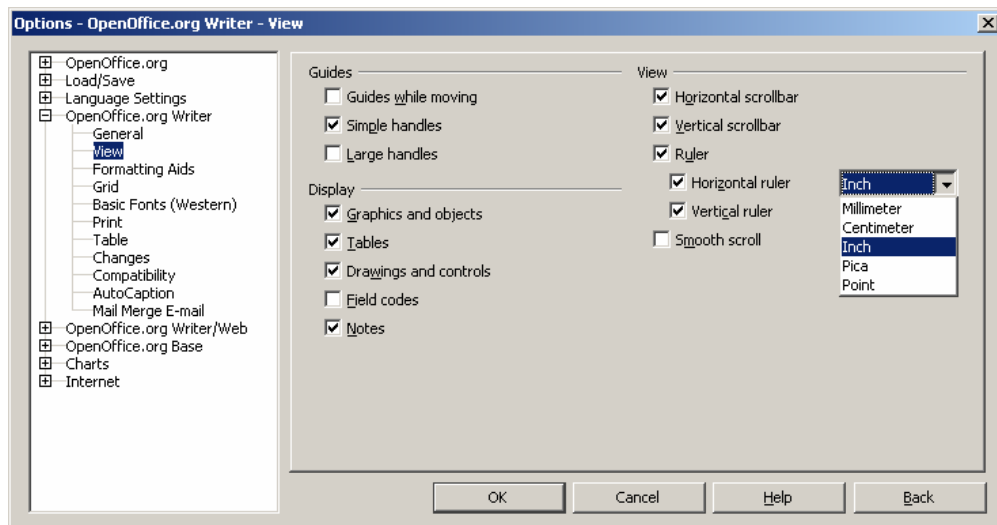 Options - OpenOffice.org Writer - View
OpenOffice.org
Load/Save
Language Settings
OpenOffice.org Writer
General
View
Formatting Aids
Grid
Basic Fonts (Western)
Print
Table
Changes
Compatibility
AutoCaption
Mail Merge E-mail
OpenOffice.org Writer/Web
OpenOffice.org Base
Charts
Internet
Guides
Guides while moving
Simple handles
Large handles
Display
Graphics and objects
Tables
Drawings and controls
Field codes
Notes
View
Horizontal scrollbar
Vertical scrollbar
Ruler
Horizontal ruler
Inch
Vertical ruler
Smooth scroll
Millimeter
Centimeter
Inch
Pica
Point
OK
Cancel
Help
Back